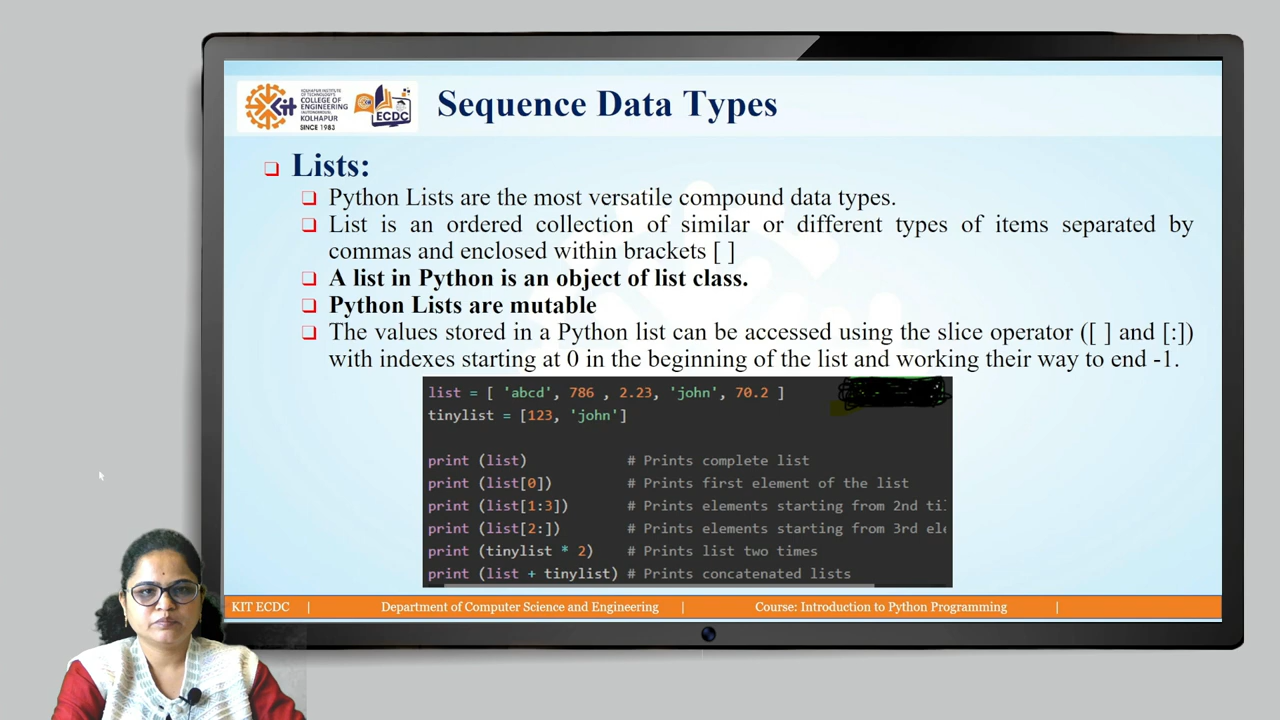 KOLHAPUR INSTITUTE
OF TECHNOLOGY'S
COLLEGE OF
ENGINEERING
(AUTONOMOUS)
KOLHAPUR
SINCE 1983
Kit
ECDC
Sequence Data Types
Lists:
Python Lists are the most versatile compound data types.
List is an ordered collection of similar or different types of items separated by
commas and enclosed within brackets [ ]
A list in Python is an object of list class.
Python Lists are mutable
The values stored in a Python list can be accessed using the slice operator ([ ] and [:])
with indexes starting at 0 in the beginning of the list and working their way to end -1.
list = [ 'abcd', 786 , 2.23, 'john', 70.2 ]
tinylist = [123, 'john']
print (list) # Prints complete list
print (list[0]) # Prints first element of the list
print (list[1:3]) # Prints elements starting from 2nd til
print (list[2:]) # Prints elements starting from 3rd ele
print (tinylist * 2) # Prints list two times
print (list + tinylist) # Prints concatenated lists
KIT ECDC | Department of Computer Science and Engineering | Course: Introduction to Python Programming |